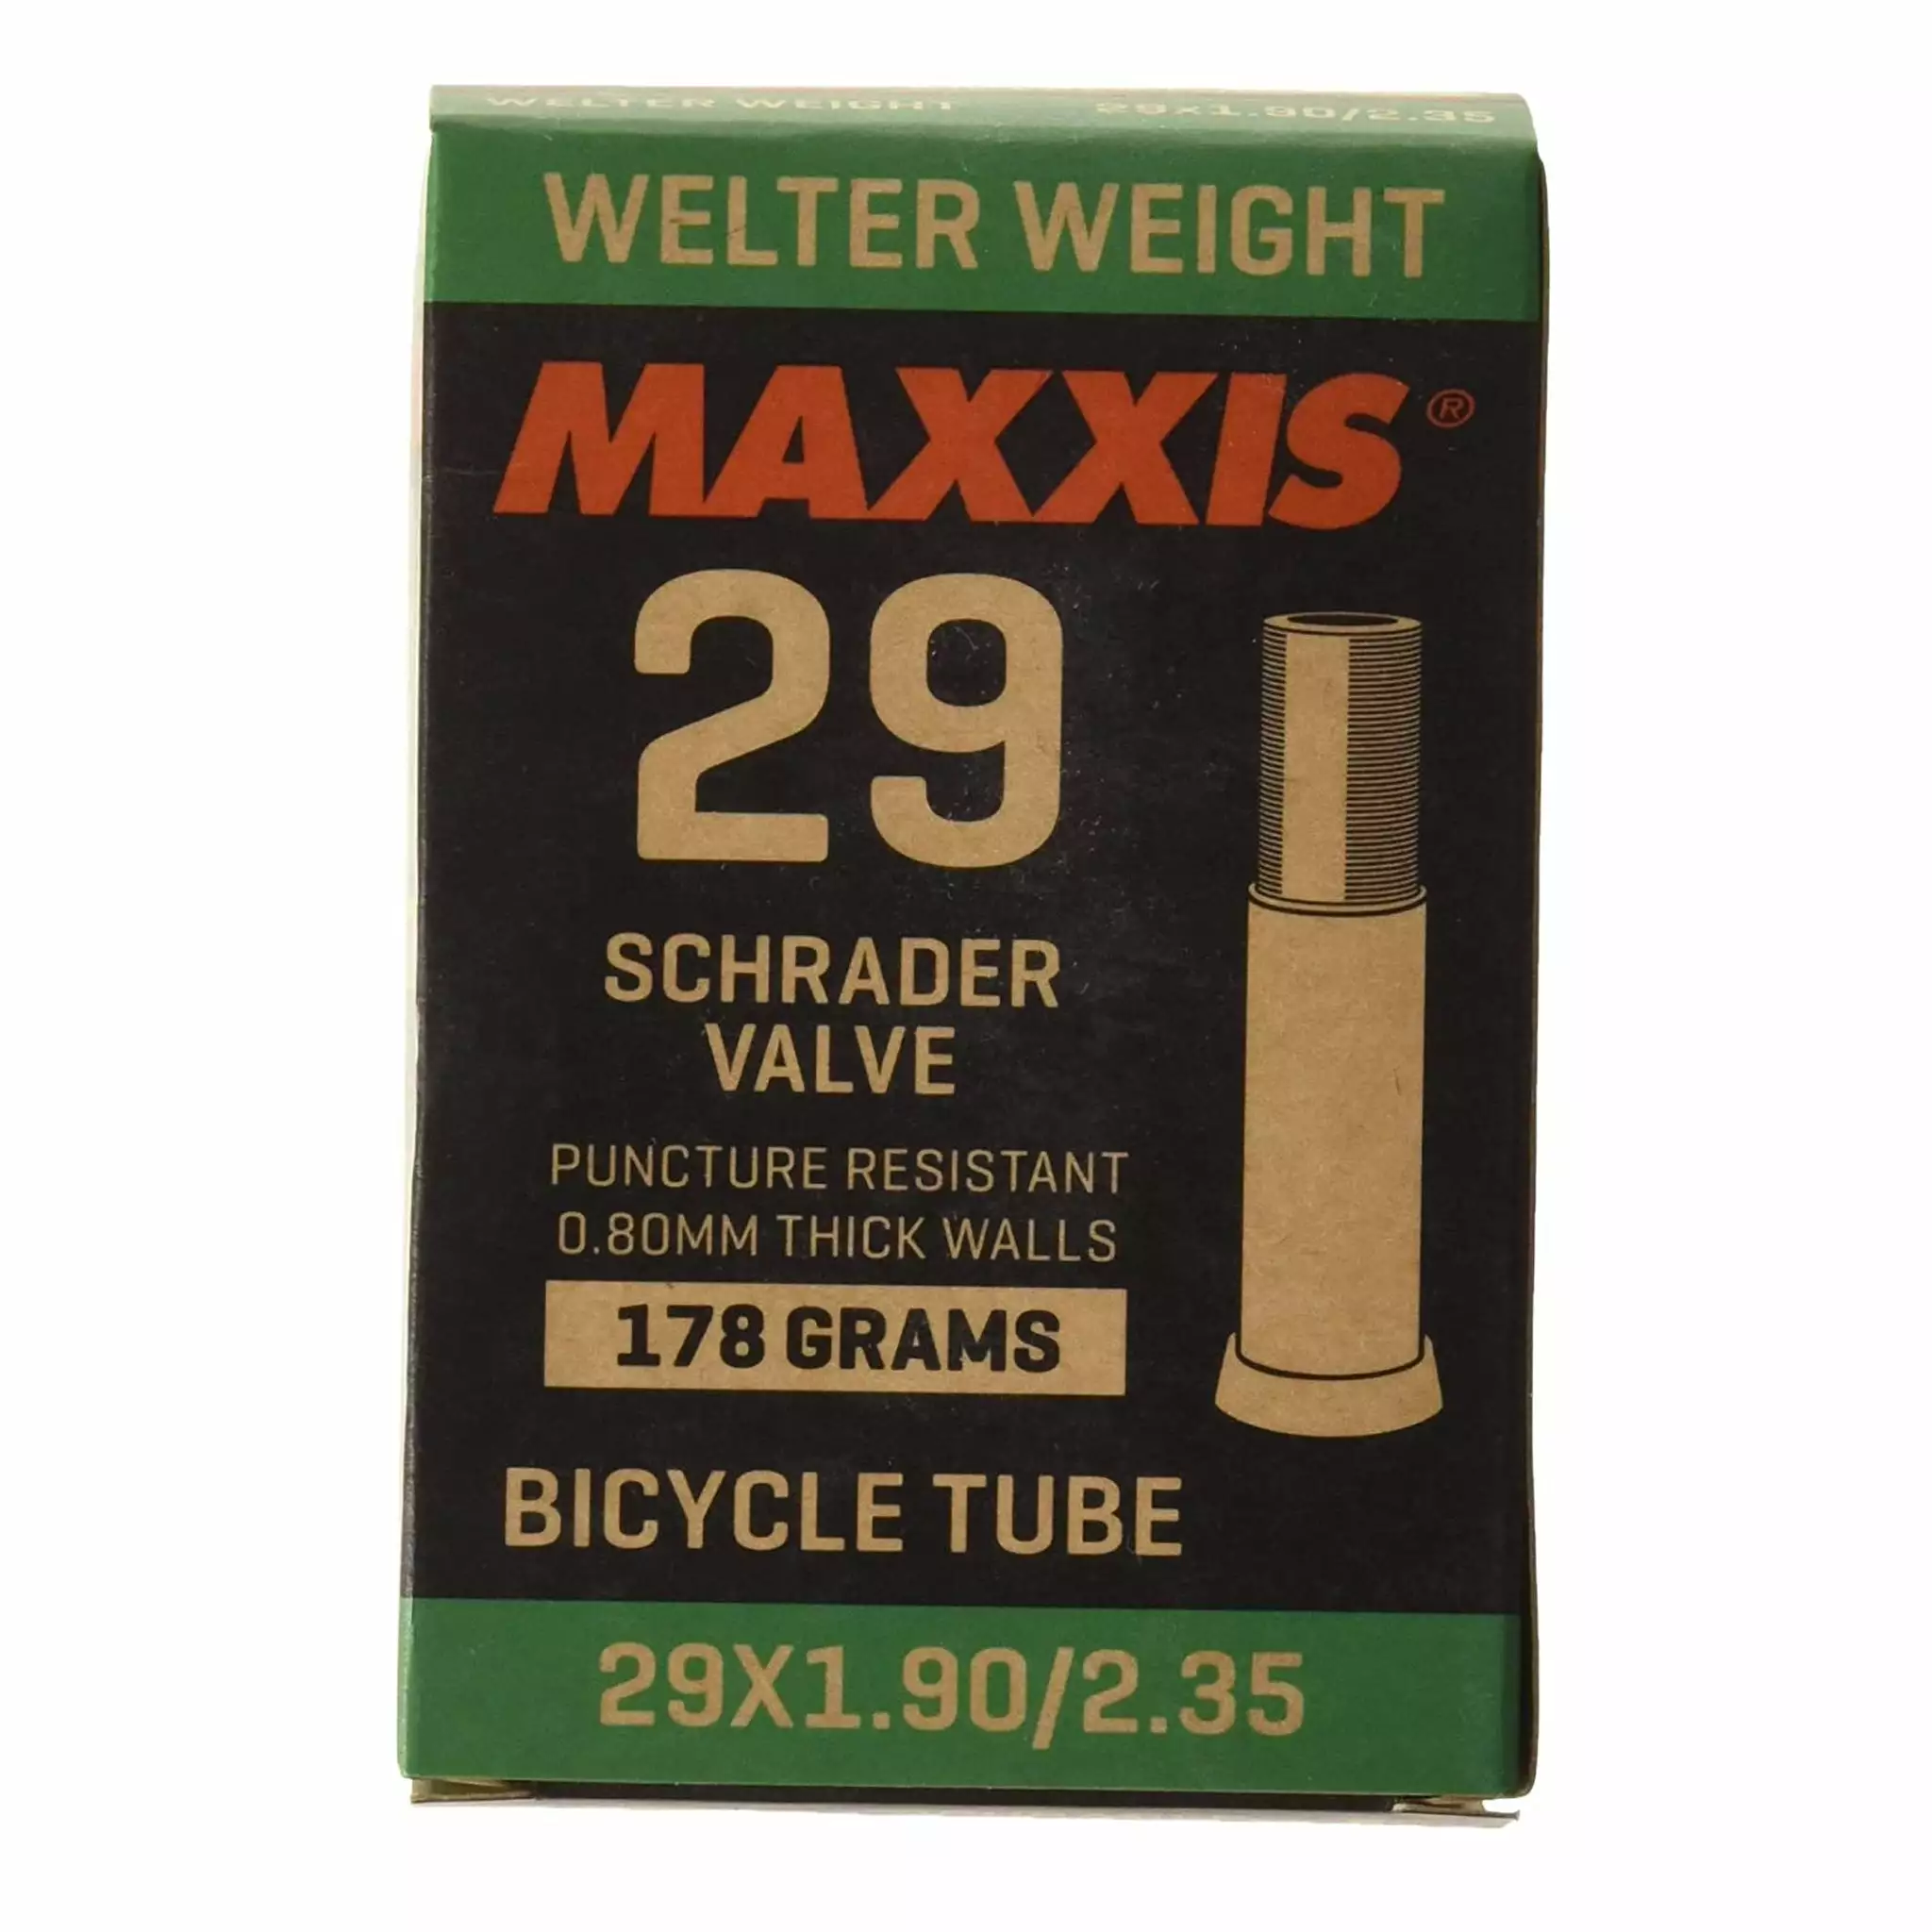 WELTER WEIGHT 29x1.90/2.35
WELTER WEIGHT
MAXXIS®
29
SCHRADER
VALVE
PUNCTURE RESISTANT
0.80MM THICK WALLS
178 GRAMS
BICYCLE TUBE
29X1.90/2.35